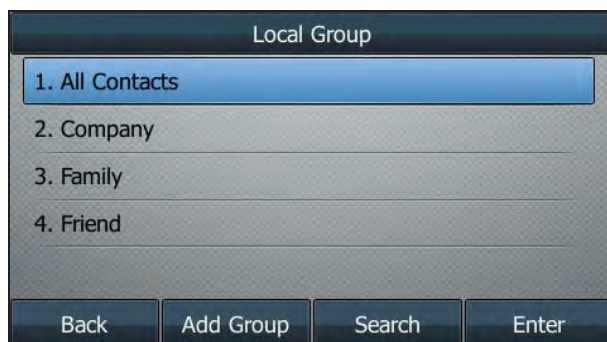 Local Group
1. All Contacts
2. Company
3. Family
4. Friend
Back Add Group Search Enter